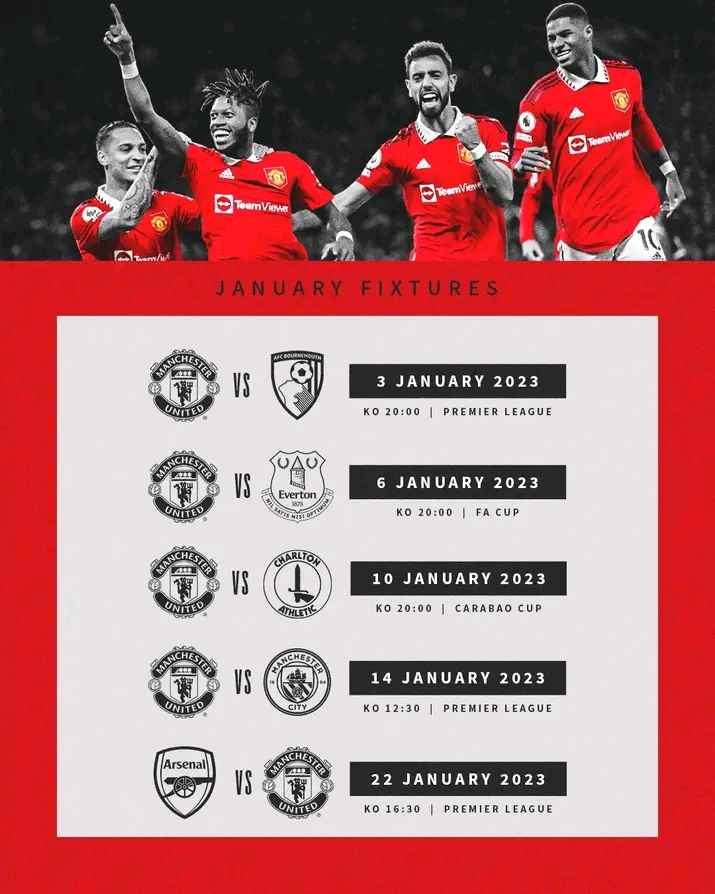 TeamViewer
TeamViewer
TeamViewer
10
JANUARY FIXTURES
MANCHESTER UNITED
VS
AFC BOURNEMOUTH
3 JANUARY 2023
KO 20:00 | PREMIER LEAGUE
MANCHESTER UNITED
VS
Everton
1878
NIL SATIS NISI OPTIMUM
6 JANUARY 2023
KO 20:00 | FA CUP
MANCHESTER UNITED
VS
CHARLTON ATHLETIC
10 JANUARY 2023
KO 20:00 | CARABAO CUP
MANCHESTER UNITED
VS
MANCHESTER CITY
18 94
14 JANUARY 2023
KO 12:30 | PREMIER LEAGUE
Arsenal
VS
MANCHESTER UNITED
22 JANUARY 2023
KO 16:30 | PREMIER LEAGUE